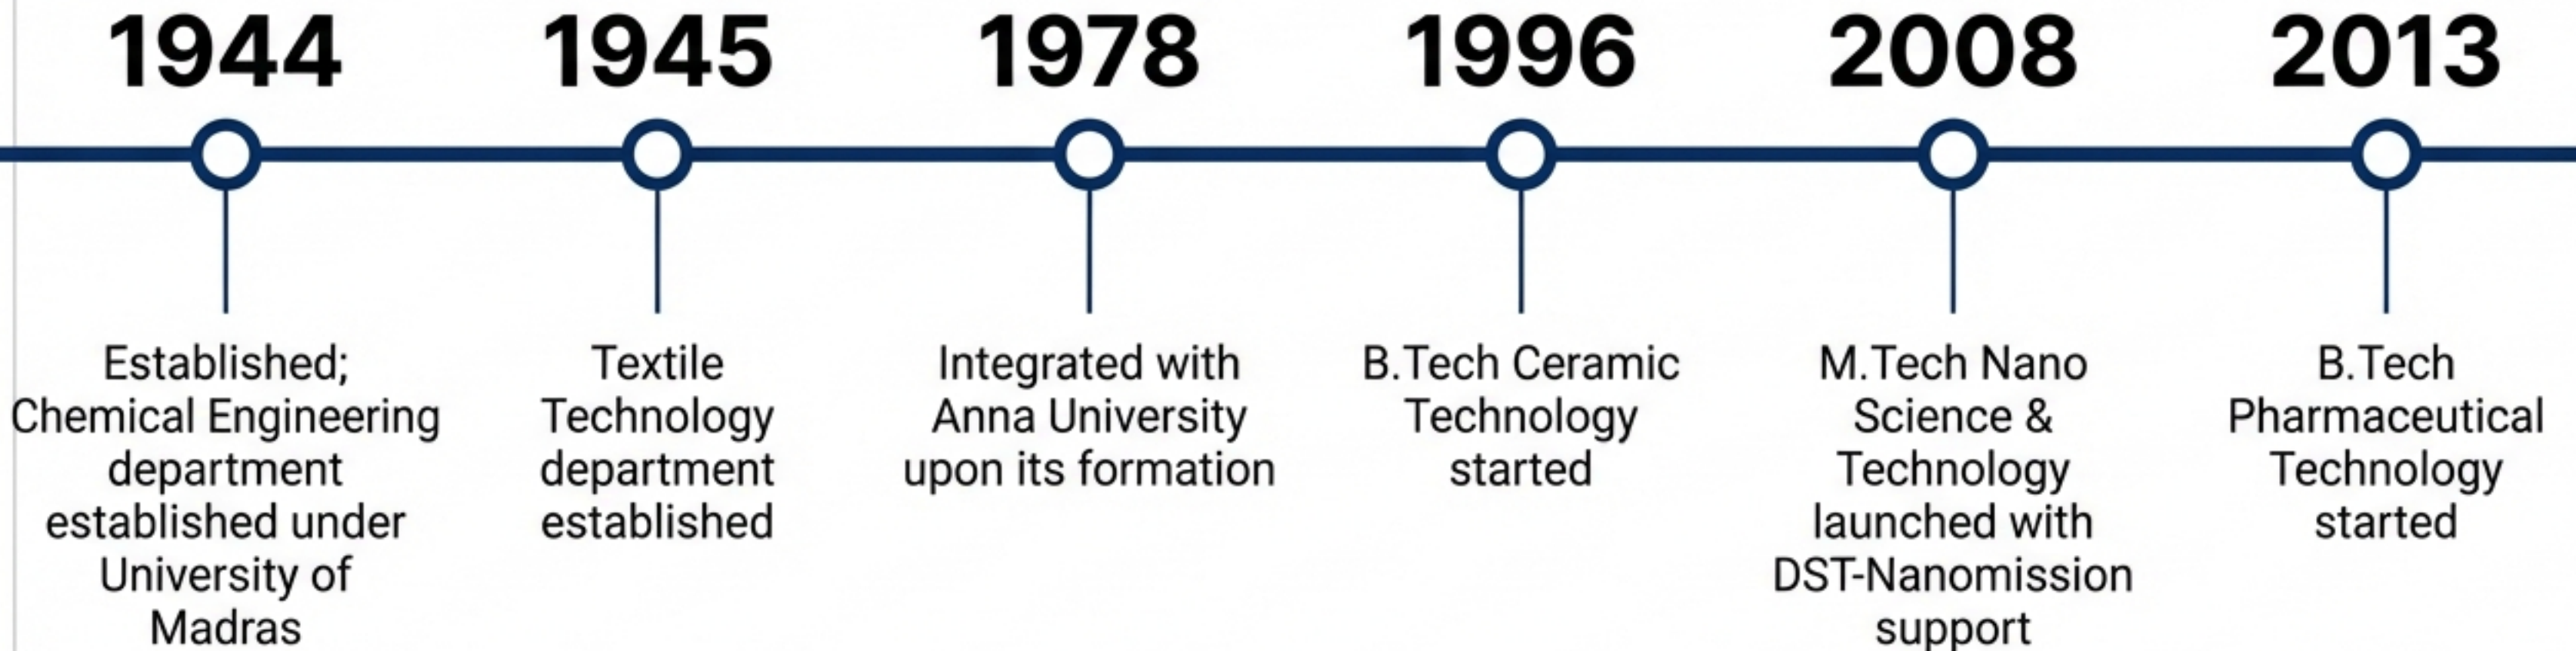 1944
Established;
Chemical Engineering
department
established under
University of
Madras
1945
Textile
Technology
department
established
1978
Integrated with
Anna University
upon its formation
1996
B.Tech Ceramic
Technology
started
2008
M.Tech Nano
Science &
Technology
launched with
DST-Nanomission
support
2013
B.Tech
Pharmaceutical
Technology
started